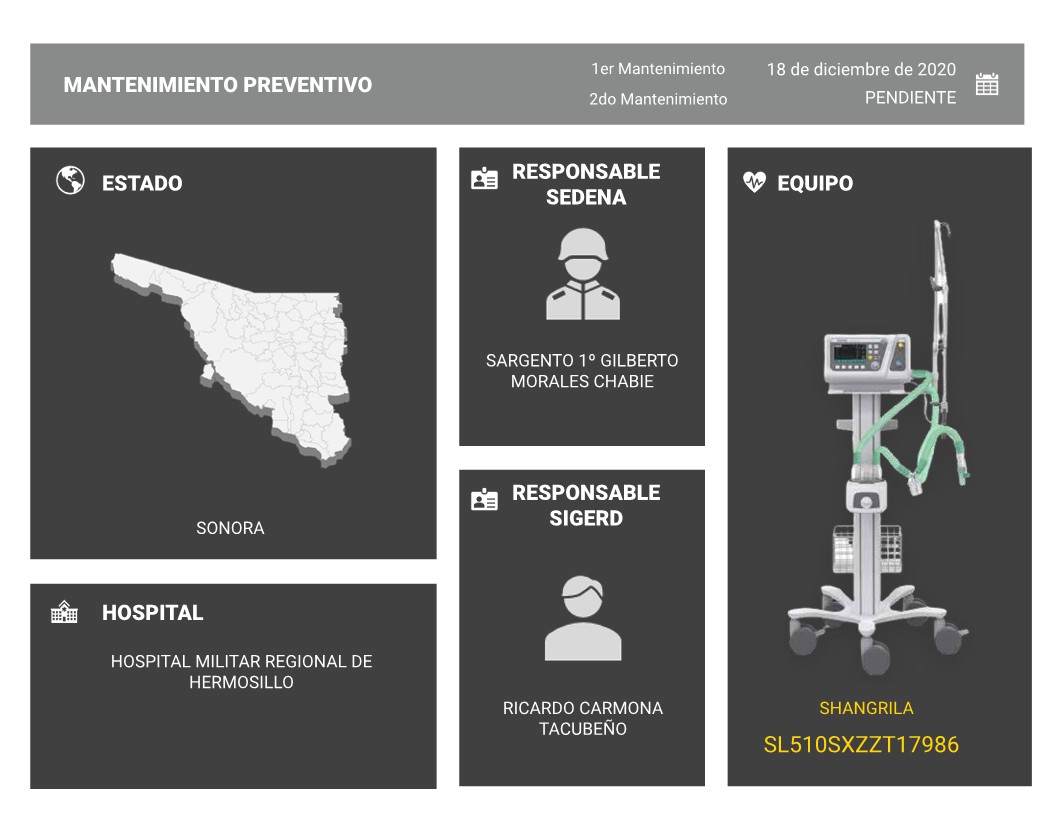 MANTENIMIENTO PREVENTIVO
1er Mantenimiento
18 de diciembre de 2020
2do Mantenimiento
PENDIENTE
ESTADO
SONORA
HOSPITAL
HOSPITAL MILITAR REGIONAL DE
HERMOSILLO
RESPONSABLE
SEDENA
SARGENTO 1º GILBERTO
MORALES CHABIE
RESPONSABLE
SIGERD
RICARDO CARMONA
TACUBEÑO
EQUIPO
SHANGRILA
SL510SXZZT17986